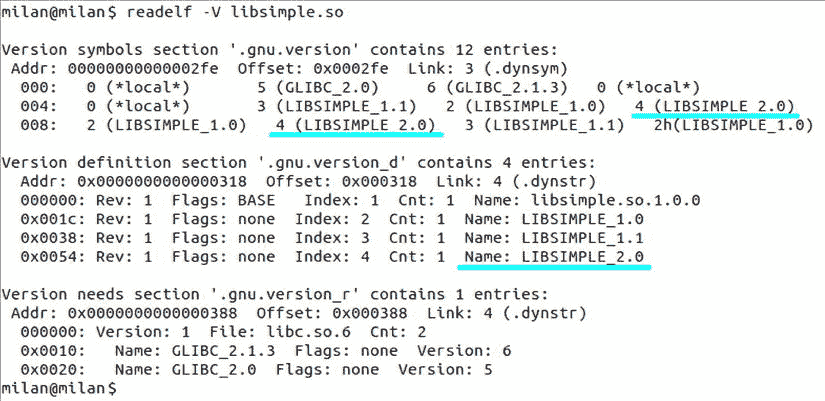 milan@milan$ readelf -V libsimple.so
Version symbols section '.gnu.version' contains 12 entries:
Addr: 00000000000002fe Offset: 0x0002fe Link: 3 (.dynsym)
000: 0 (*local*) 5 (GLIBC_2.0) 6 (GLIBC_2.1.3) 0 (*local*)
004: 0 (*local*) 3 (LIBSIMPLE_1.1) 2 (LIBSIMPLE_1.0) 4 (LIBSIMPLE_2.0)
008: 2 (LIBSIMPLE_1.0) 4 (LIBSIMPLE_2.0) 3 (LIBSIMPLE_1.1) 2h(LIBSIMPLE_1.0)
Version definition section '.gnu.version_d' contains 4 entries:
Addr: 0x0000000000000318 Offset: 0x000318 Link: 4 (.dynstr)
000000: Rev: 1 Flags: BASE Index: 1 Cnt: 1 Name: libsimple.so.1.0.0
0x001c: Rev: 1 Flags: none Index: 2 Cnt: 1 Name: LIBSIMPLE_1.0
0x0038: Rev: 1 Flags: none Index: 3 Cnt: 1 Name: LIBSIMPLE_1.1
0x0054: Rev: 1 Flags: none Index: 4 Cnt: 1 Name: LIBSIMPLE_2.0
Version needs section '.gnu.version_r' contains 1 entries:
Addr: 0x0000000000000388 Offset: 0x000388 Link: 4 (.dynstr)
000000: Version: 1 File: libc.so.6 Cnt: 2
0x0010: Name: GLIBC_2.1.3 Flags: none Version: 6
0x0020: Name: GLIBC_2.0 Flags: none Version: 5
milan@milan$